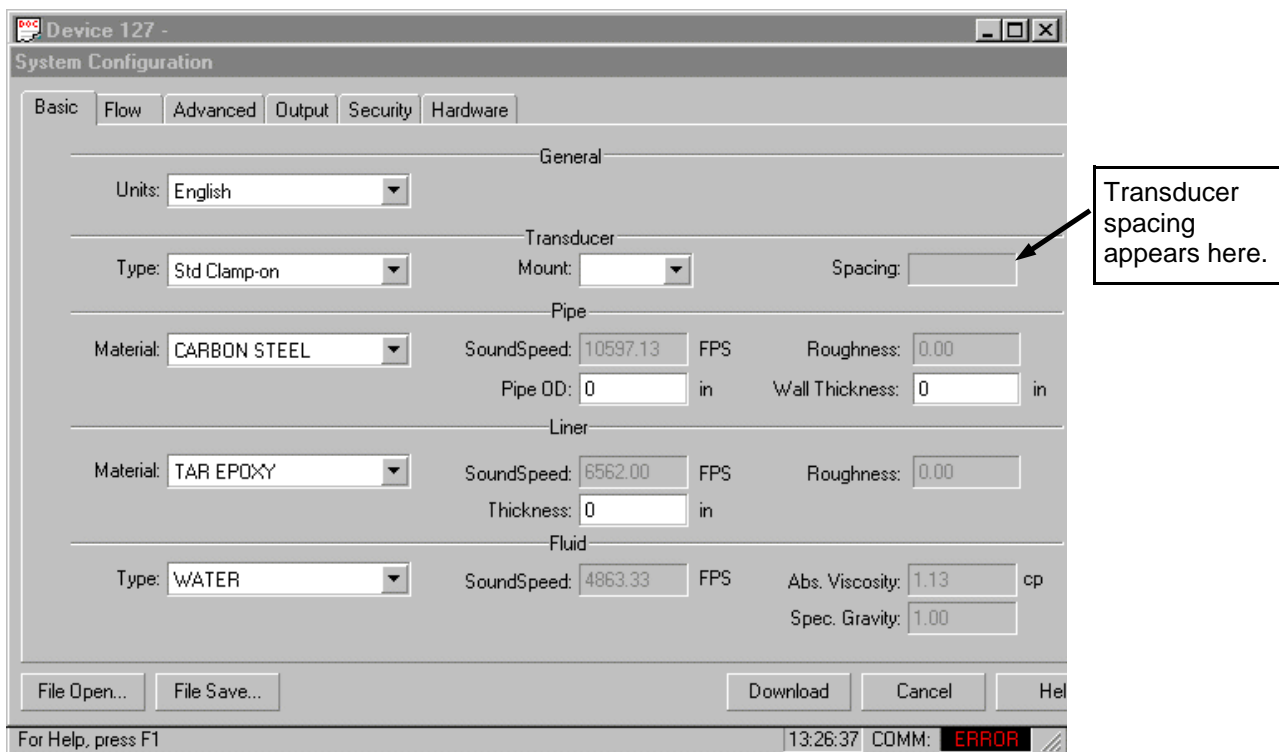 Device 127 -
System Configuration
Basic Flow Advanced Output Security Hardware
General
Units: English
Transducer
Type: Std Clamp-on Mount: Spacing:
Pipe
Material: CARBON STEEL SoundSpeed: 10597.13 FPS Roughness: 0.00
Pipe OD: 0 in Wall Thickness: 0 in
Liner
Material: TAR EPOXY SoundSpeed: 6562.00 FPS Roughness: 0.00
Thickness: 0 in
Fluid
Type: WATER SoundSpeed: 4863.33 FPS Abs. Viscosity: 1.13 cp
Spec. Gravity: 1.00
File Open... File Save... Download Cancel Hel
For Help, press F1 13:26:37 COMM: ERROR
Transducer
spacing
appears here.